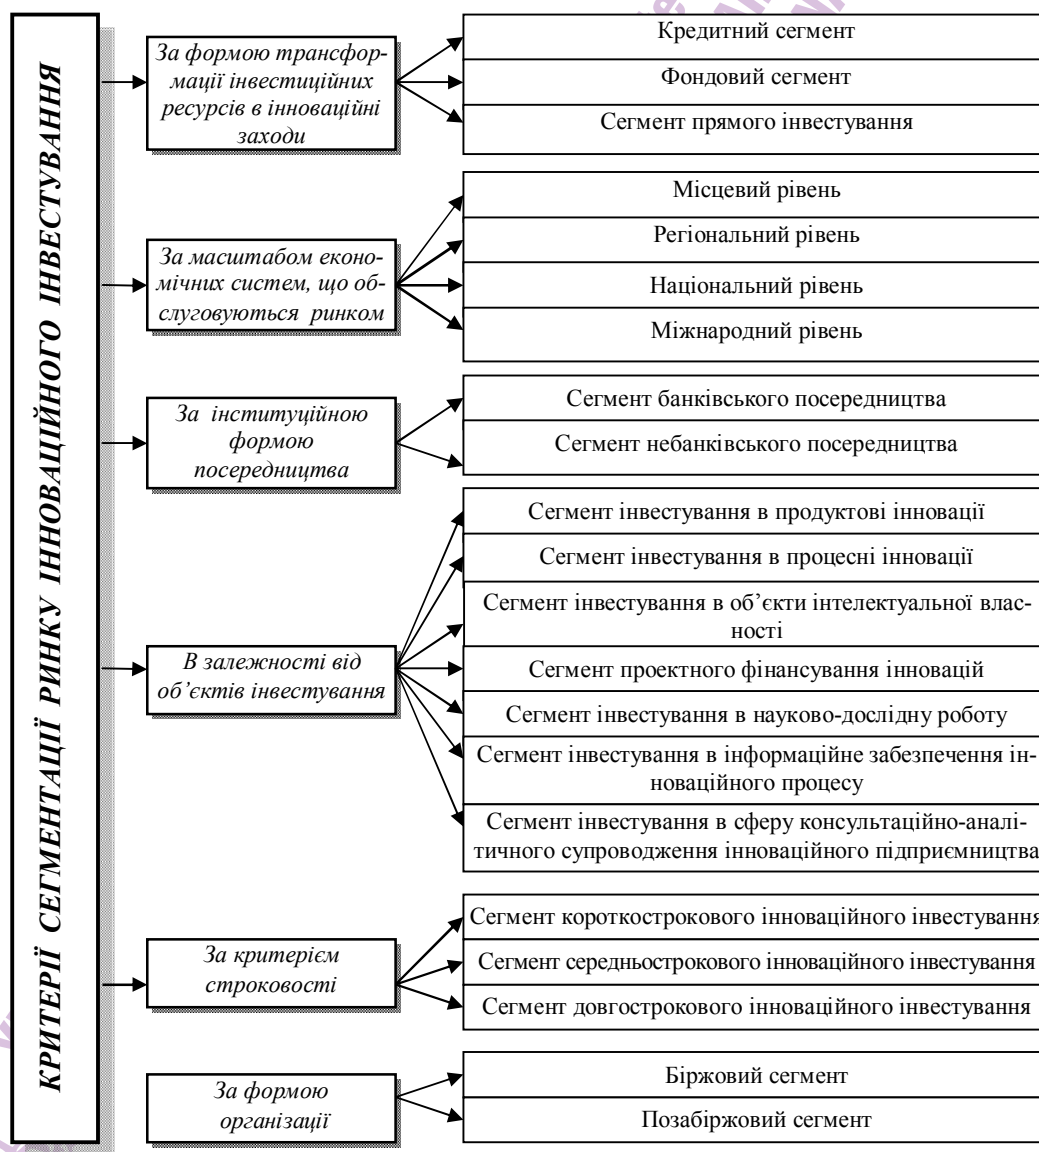 КРИТЕРІЇ СЕГМЕНТАЦІЇ РИНКУ ІННОВАЦІЙНОГО ІНВЕСТУВАННЯ
За формою трансфор-
мації інвестиційних
ресурсів в інноваційні
заходи
Кредитний сегмент
Фондовий сегмент
Сегмент прямого інвестування
За масштабом еконо-
мічних систем, що об-
слуговуються ринком
Місцевий рівень
Регіональний рівень
Національний рівень
Міжнародний рівень
За інституційною
формою
посередництва
Сегмент банківського посередництва
Сегмент небанківського посередництва
В залежності від
об’єктів інвестування
Сегмент інвестування в продуктові інновації
Сегмент інвестування в процесні інновації
Сегмент інвестування в об’єкти інтелектуальної влас-
ності
Сегмент проектного фінансування інновацій
Сегмент інвестування в науково-дослідну роботу
Сегмент інвестування в інформаційне забезпечення ін-
новаційного процесу
Сегмент інвестування в сферу консультаційно-аналі-
тичного супроводження інноваційного підприємництва
За критерієм
строковості
Сегмент короткострокового інноваційного інвестування
Сегмент середньострокового інноваційного інвестування
Сегмент довгострокового інноваційного інвестування
За формою
організації
Біржовий сегмент
Позабіржовий сегмент